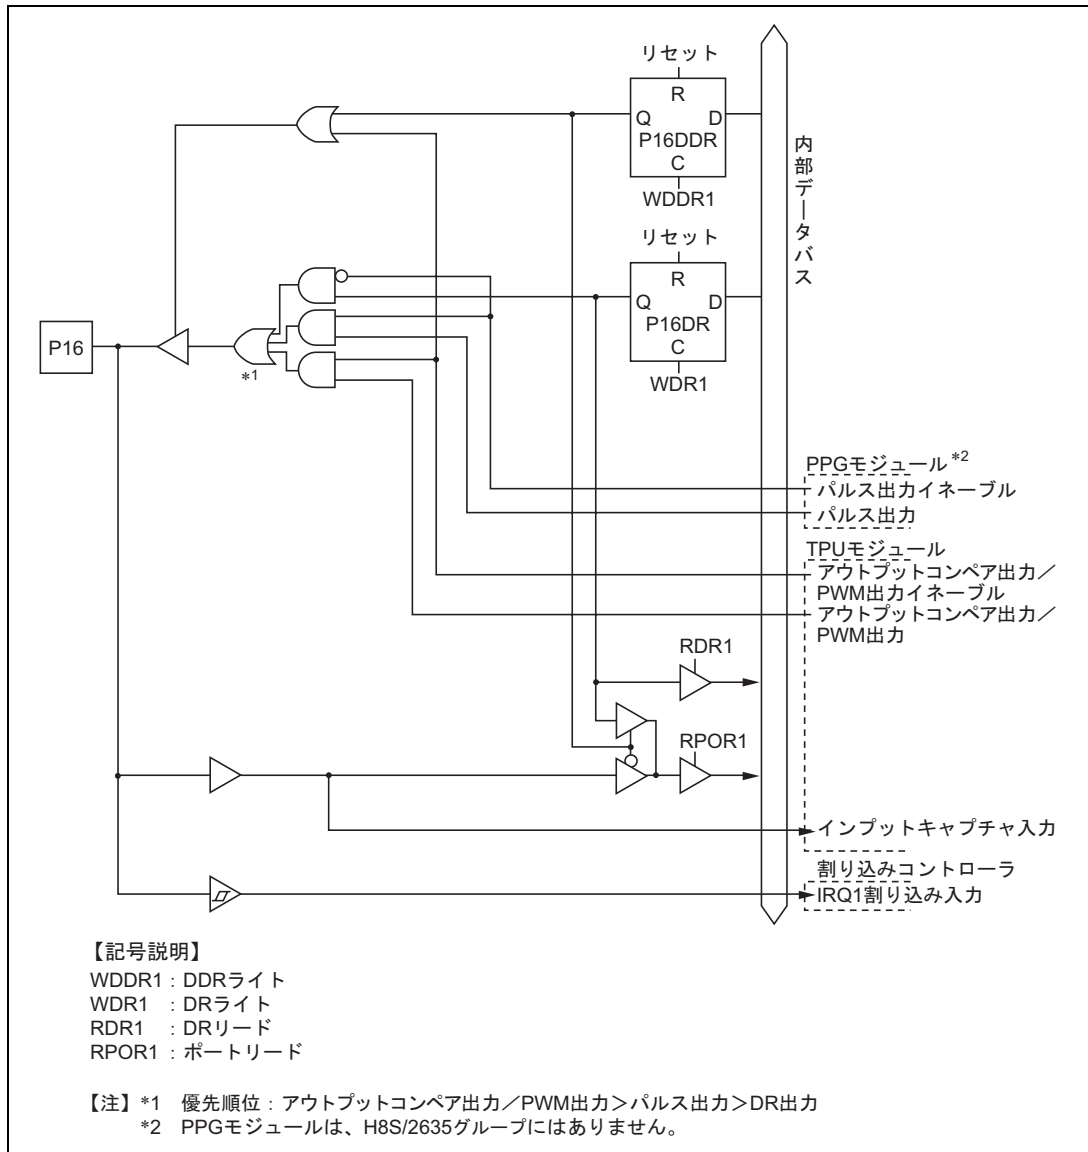 リセット
R
Q D
P16DDR
C
WDDR1
内部データバス
リセット
R
Q D
P16DR
C
WDR1
P16
*1
PPGモジュール *2
パルス出力イネーブル
パルス出力
TPUモジュール
アウトプットコンペア出力／
PWM出力イネーブル
アウトプットコンペア出力／
PWM出力
RDR1
RPOR1
インプットキャプチャ入力
割り込みコントローラ
IRQ1割り込み入力
【記号説明】
WDDR1 : DDRライト
WDR1 : DRライト
RDR1 : DRリード
RPOR1 : ポートリード
【注】 *1 優先順位 : アウトプットコンペア出力／PWM出力＞パルス出力＞DR出力
*2 PPGモジュールは、H8S/2635グループにはありません。